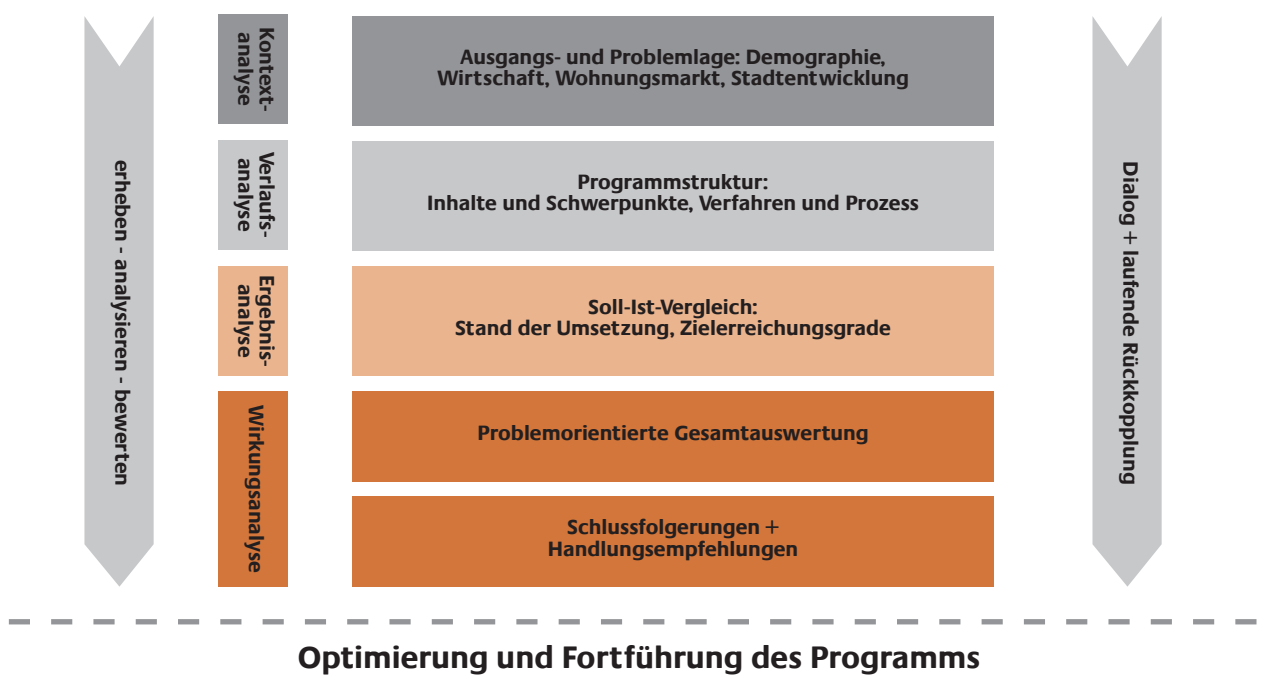 erheben - analysieren - bewerten
Kontext-
analyse
Ausgangs- und Problemlage: Demographie,
Wirtschaft, Wohnungsmarkt, Stadtentwicklung
Verlaufs-
analyse
Programmstruktur:
Inhalte und Schwerpunkte, Verfahren und Prozess
Ergebnis-
analyse
Soll-Ist-Vergleich:
Stand der Umsetzung, Zielerreichungsgrade
Wirkungsanalyse
Problemorientierte Gesamtauswertung
Schlussfolgerungen +
Handlungsempfehlungen
Dialog + laufende Rückkopplung
Optimierung und Fortführung des Programms